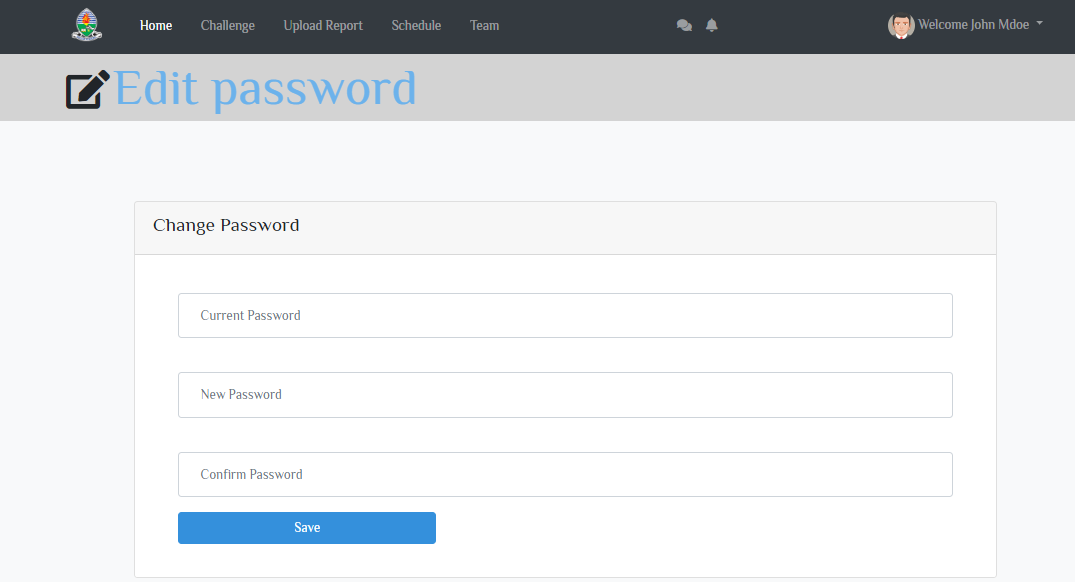 Home Challenge Upload Report Schedule Team Welcome John Mdoe
Edit password
Change Password
Current Password
New Password
Confirm Password
Save